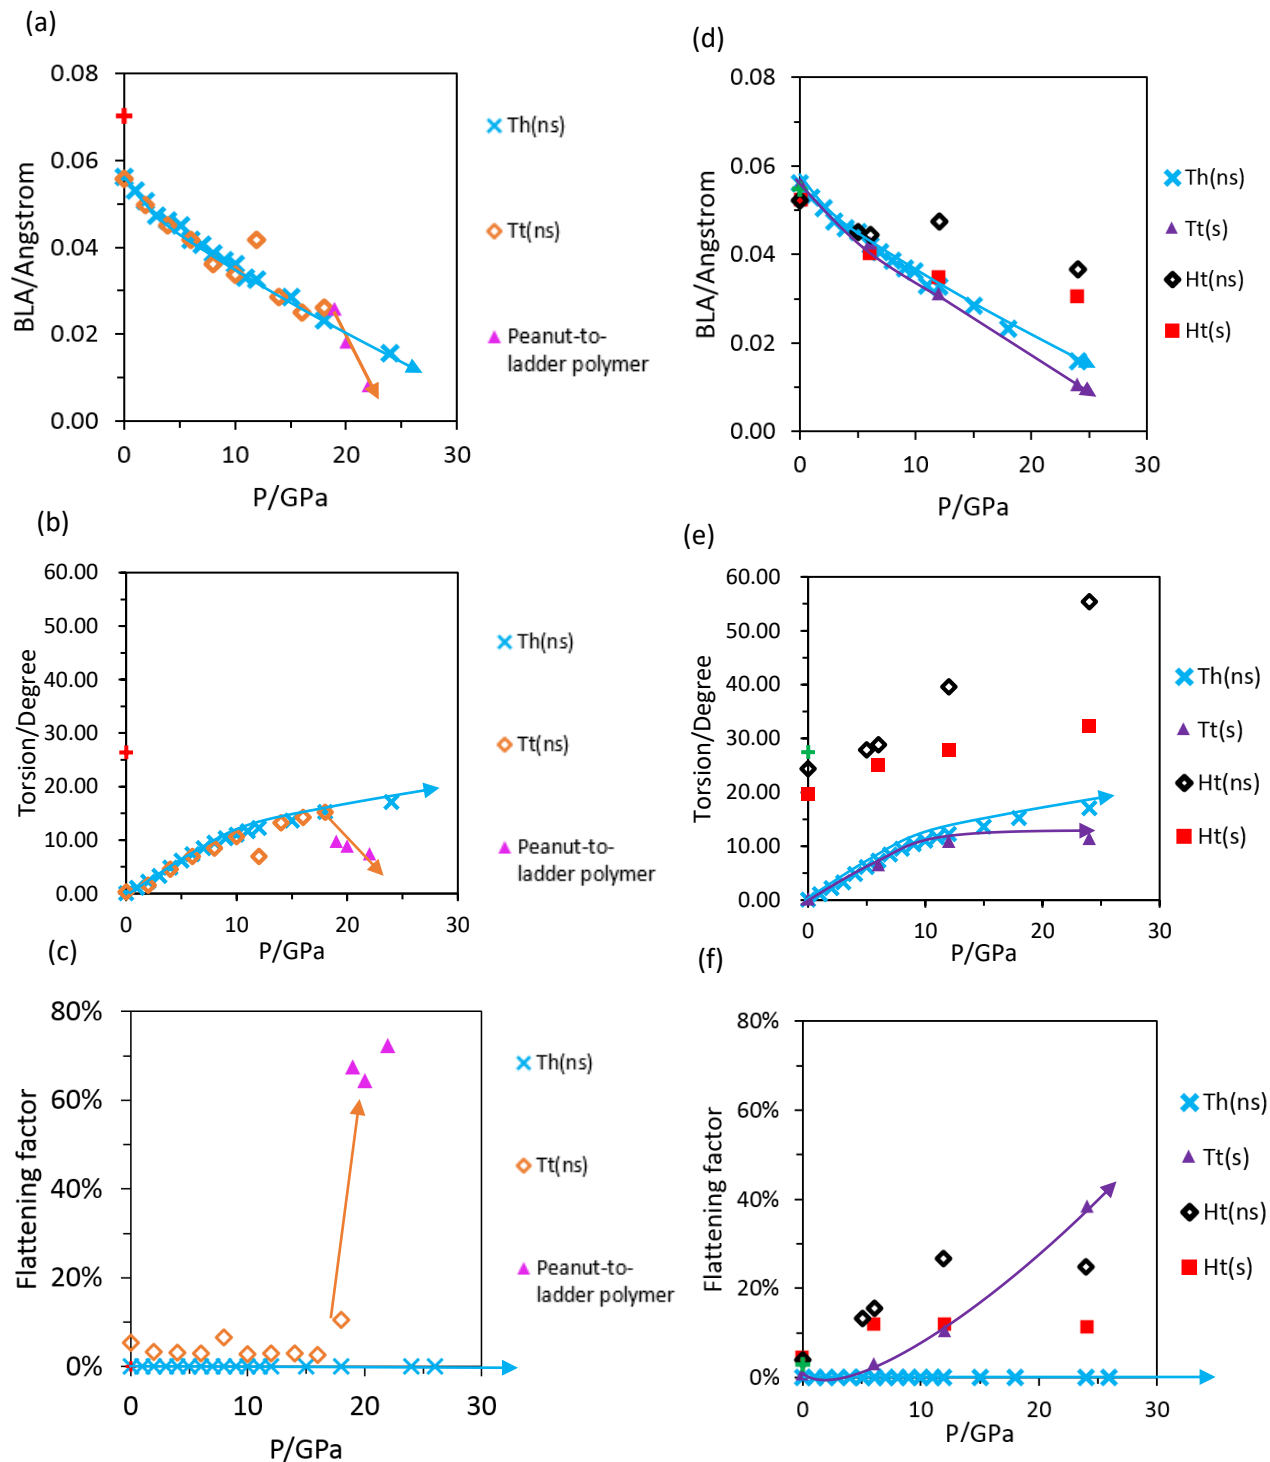 (a)
0.08
0.06
0.04
0.02
0.00
BLA/Angstrom
0
10
20
30
P/GPa
Th(ns)
Tt(ns)
Peanut-to-
ladder polymer
(d)
0.08
0.06
0.04
0.02
0.00
BLA/Angstrom
0
10
20
30
P/GPa
Th(ns)
Tt(s)
Ht(ns)
Ht(s)
(b)
60.00
50.00
40.00
30.00
20.00
10.00
0.00
Torsion/Degree
0
10
20
30
P/GPa
Th(ns)
Tt(ns)
Peanut-to-
ladder polymer
(e)
60.00
50.00
40.00
30.00
20.00
10.00
0.00
Torsion/Degree
0
10
20
30
P/GPa
Th(ns)
Tt(s)
Ht(ns)
Ht(s)
(c)
80%
60%
40%
20%
0%
Flattening factor
0
10
20
30
P/GPa
Th(ns)
Tt(ns)
Peanut-to-
ladder polymer
(f)
80%
60%
40%
20%
0%
Flattening factor
0
10
20
30
P/GPa
Th(ns)
Tt(s)
Ht(ns)
Ht(s)